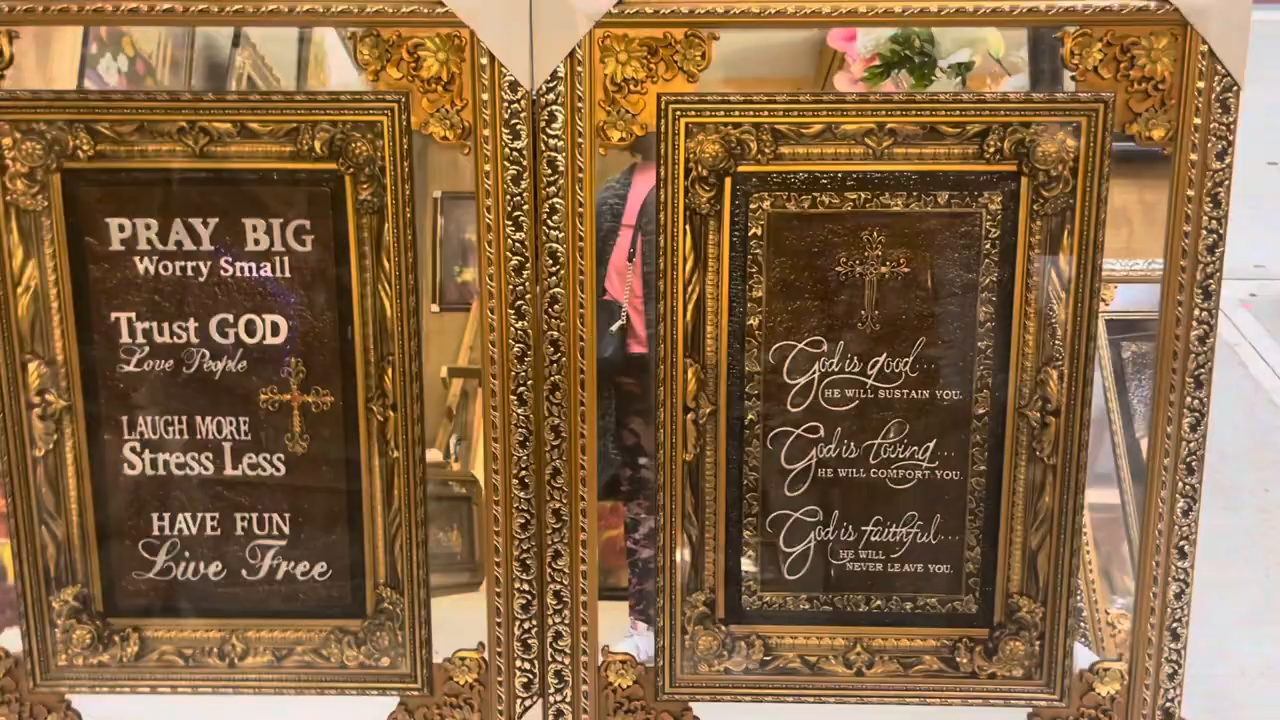 PRAY BIG
Worry Small
Trust GOD
Love People
LAUGH MORE
Stress Less
HAVE FUN
Live Free
God is good...
HE WILL SUSTAIN YOU.
God is loving...
HE WILL COMFORT YOU.
God is faithful...
HE WILL
NEVER LEAVE YOU.